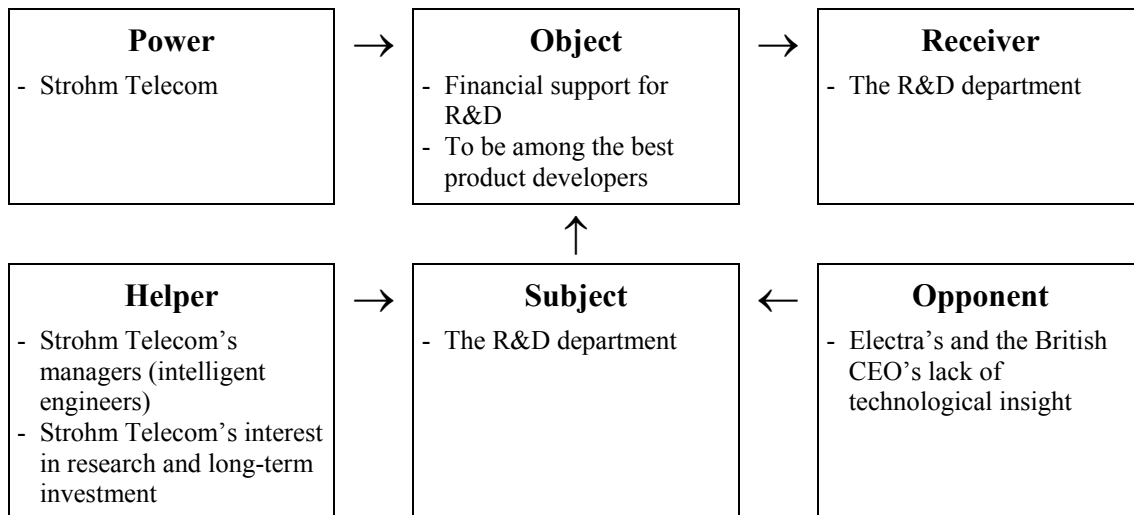 Power
- Strohm Telecom
→
Object
- Financial support for
R&D
- To be among the best
product developers
→
Receiver
- The R&D department
↑
Helper
- Strohm Telecom’s
managers (intelligent
engineers)
- Strohm Telecom’s interest
in research and long-term
investment
→
Subject
- The R&D department
←
Opponent
- Electra’s and the British
CEO’s lack of
technological insight